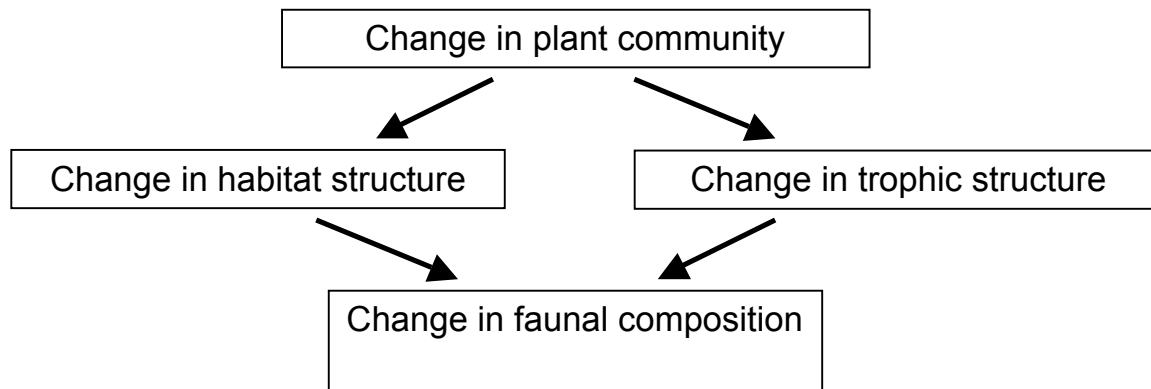 Change in plant community
Change in habitat structure
Change in trophic structure
Change in faunal composition